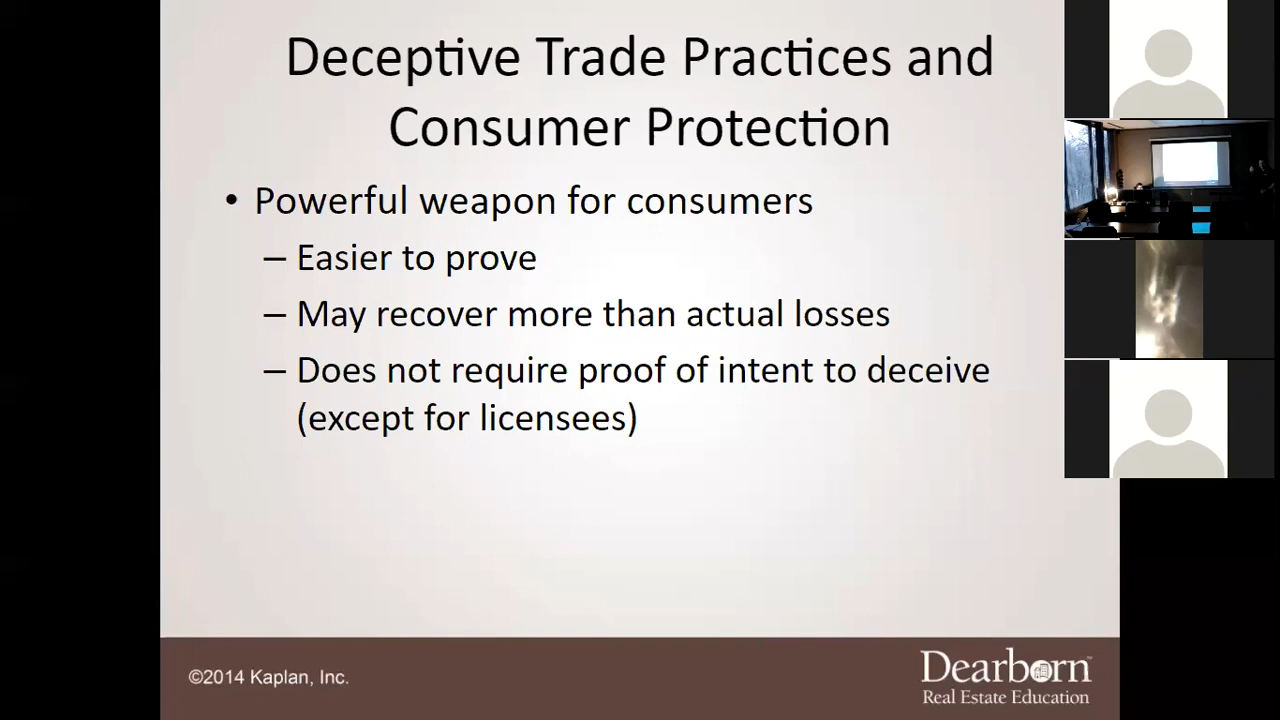 Deceptive Trade Practices and
Consumer Protection
• Powerful weapon for consumers
– Easier to prove
– May recover more than actual losses
– Does not require proof of intent to deceive
(except for licensees)
©2014 Kaplan, Inc.
Dearborn™
Real Estate Education